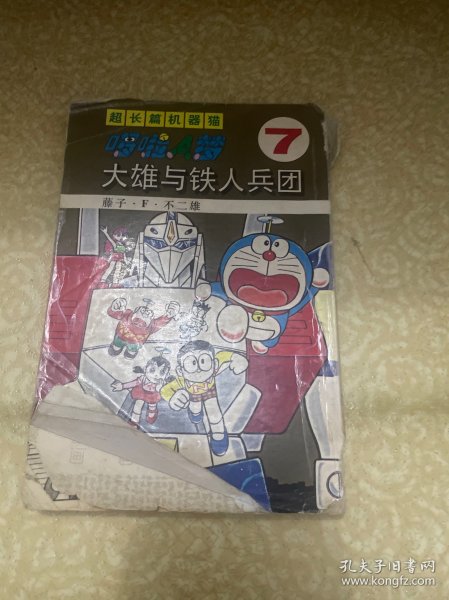 超长篇机器猫
哆啦A梦
7
大雄与铁人兵团
藤子·F·不二雄
孔夫子旧书网
www.kongfz.com